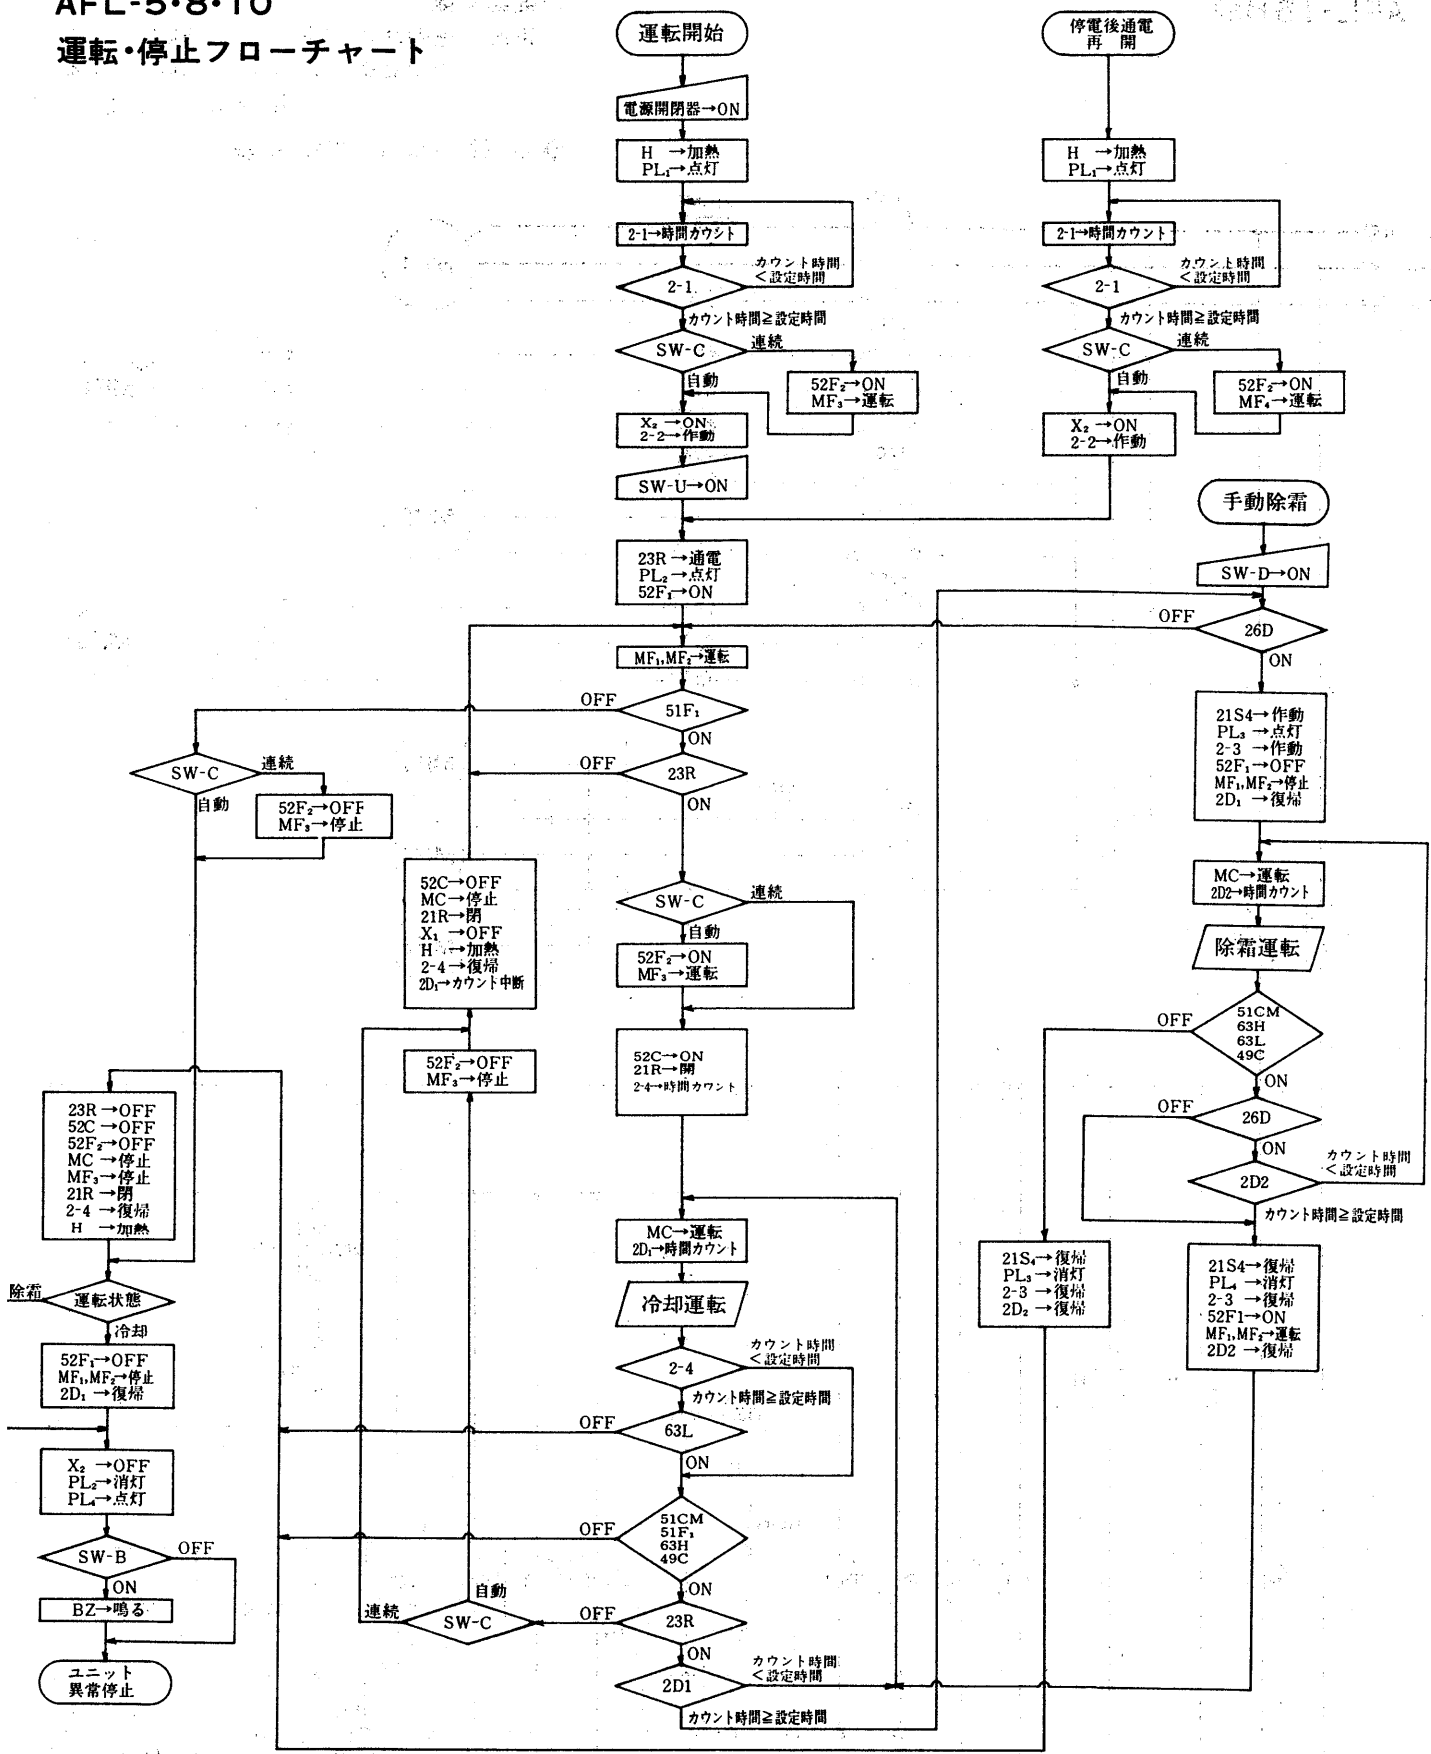 AFL-5・8・10
運転・停止フローチャート
運転開始
電源開閉器→ON
H →加熱
PL₁→点灯
2-1→時間カウント
カウント時間
<設定時間
2-1
カウント時間≧設定時間
SW-C
連続
自動
52F₂→ON
MF₃→運転
X₂ →ON
2-2→作動
SW-U→ON
停電後通電
再 開
H →加熱
PL₁→点灯
2-1→時間カウント
カウント時間
<設定時間
2-1
カウント時間≧設定時間
SW-C
連続
自動
52F₂→ON
MF₄→運転
X₂ →ON
2-2→作動
23R →通電
PL₂ →点灯
52F₁→ON
MF₁,MF₂→運転
OFF
51F₁
ON
OFF
23R
ON
SW-C
連続
自動
52F₂→ON
MF₃→運転
52C→ON
21R→開
2-4→時間カウント
MC→運転
2D₁→時間カウント
冷却運転
カウント時間
<設定時間
2-4
カウント時間≧設定時間
OFF
63L
ON
OFF
51CM
51F₁
63H
49C
ON
OFF
23R
ON
カウント時間
<設定時間
2D1
カウント時間≧設定時間
SW-C
連続
自動
52F₂→OFF
MF₃→停止
52C→OFF
MC→停止
21R→閉
X₁ →OFF
H →加熱
2-4→復帰
2D₁→カウント中断
52F₂→OFF
MF₃→停止
自動
連続
SW-C
23R →OFF
52C →OFF
52F₂→OFF
MC →停止
MF₃→停止
21R →閉
2-4 →復帰
H →加熱
除霜
運転状態
冷却
52F₁→OFF
MF₁,MF₂→停止
2D₁ →復帰
X₂ →OFF
PL₂→消灯
PL₄→点灯
SW-B
OFF
ON
BZ→鳴る
ユニット
異常停止
手動除霜
SW-D→ON
OFF
26D
ON
21S4→作動
PL₃ →点灯
2-3 →作動
52F₁→OFF
MF₁,MF₂→停止
2D₁ →復帰
MC→運転
2D2→時間カウント
除霜運転
OFF
51CM
63H
63L
49C
ON
OFF
26D
ON
カウント時間
<設定時間
2D2
カウント時間≧設定時間
21S₄→復帰
PL₃→消灯
2-3 →復帰
2D₂ →復帰
21S4→復帰
PL₄ →消灯
2-3 →復帰
52F1→ON
MF₁,MF₂→運転
2D2 →復帰